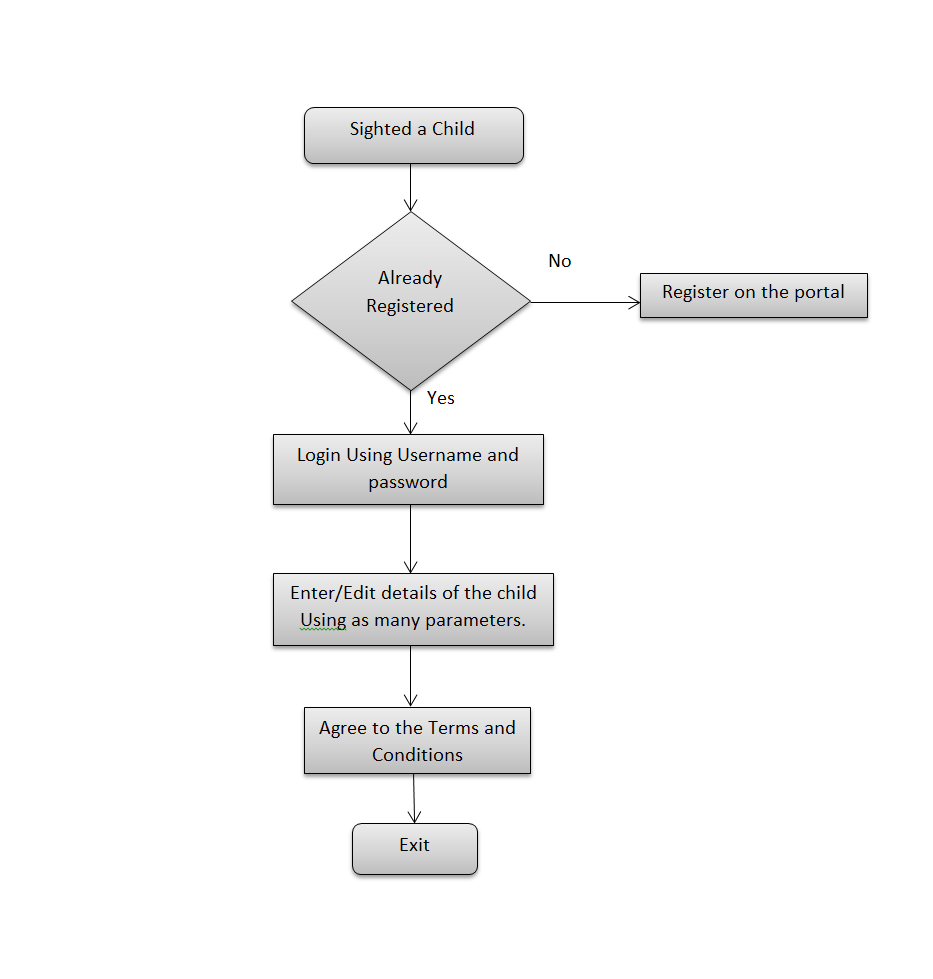 Sighted a Child
Already
Registered
No
Register on the portal
Yes
Login Using Username and
password
Enter/Edit details of the child
Using as many parameters.
Agree to the Terms and
Conditions
Exit